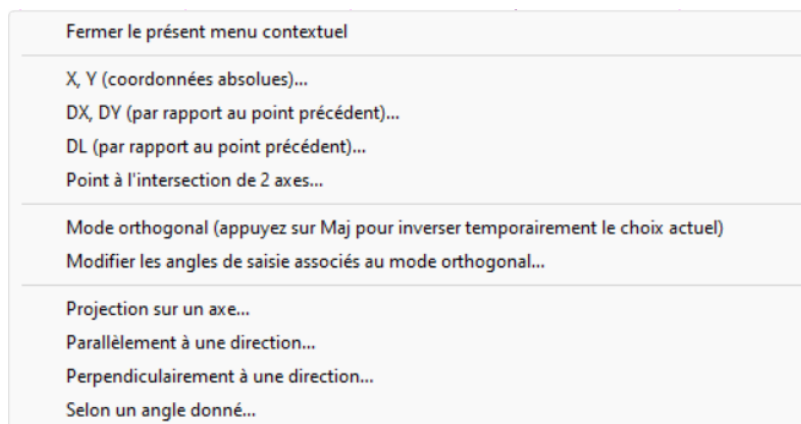 Fermer le présent menu contextuel
X, Y (coordonnées absolues)...
DX, DY (par rapport au point précédent)...
DL (par rapport au point précédent)...
Point à l'intersection de 2 axes...
Mode orthogonal (appuyez sur Maj pour inverser temporairement le choix actuel)
Modifier les angles de saisie associés au mode orthogonal...
Projection sur un axe...
Parallèlement à une direction...
Perpendiculairement à une direction...
Selon un angle donné...